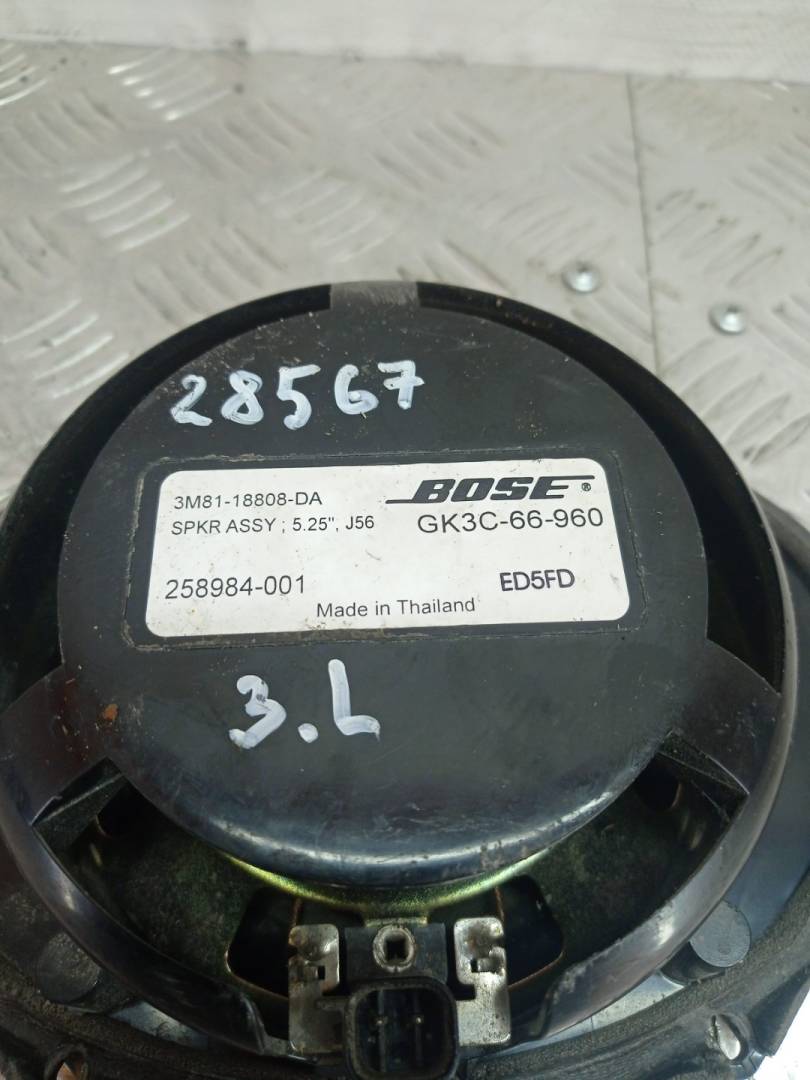 28567
3M81-18808-DA BOSE®
SPKR ASSY ; 5.25", J56 GK3C-66-960
258984-001 ED5FD
Made in Thailand
3.L